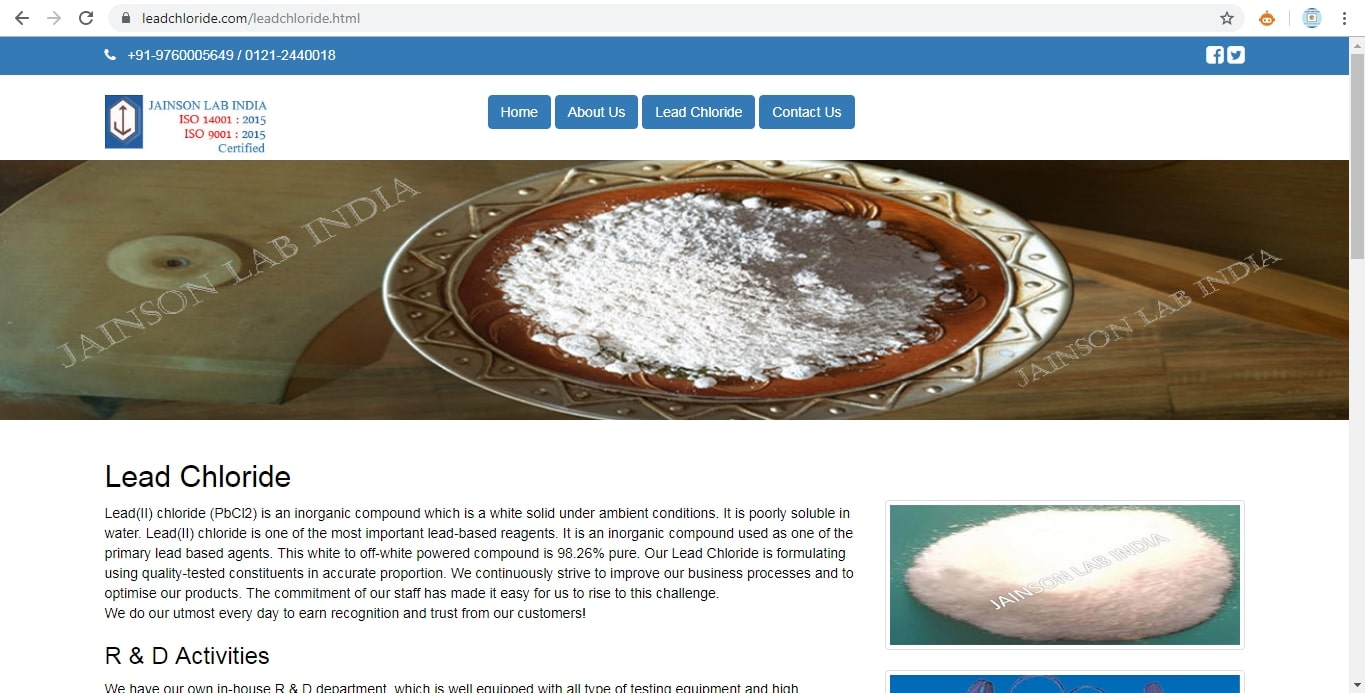 leadchloride.com/leadchloride.html
+91-9760005649 / 0121-2440018
JAINSON LAB INDIA
ISO 14001 : 2015
ISO 9001 : 2015
Certified
Home About Us Lead Chloride Contact Us
JAINSON LAB INDIA
JAINSON LAB INDIA
Lead Chloride
Lead(II) chloride (PbCl2) is an inorganic compound which is a white solid under ambient conditions. It is poorly soluble in
water. Lead(II) chloride is one of the most important lead-based reagents. It is an inorganic compound used as one of the
primary lead based agents. This white to off-white powered compound is 98.26% pure. Our Lead Chloride is formulating
using quality-tested constituents in accurate proportion. We continuously strive to improve our business processes and to
optimise our products. The commitment of our staff has made it easy for us to rise to this challenge.
We do our utmost every day to earn recognition and trust from our customers!
JAINSON LAB INDIA
R & D Activities
We have our own in-house R & D department, which is well equipped with all type of testing equipment and high